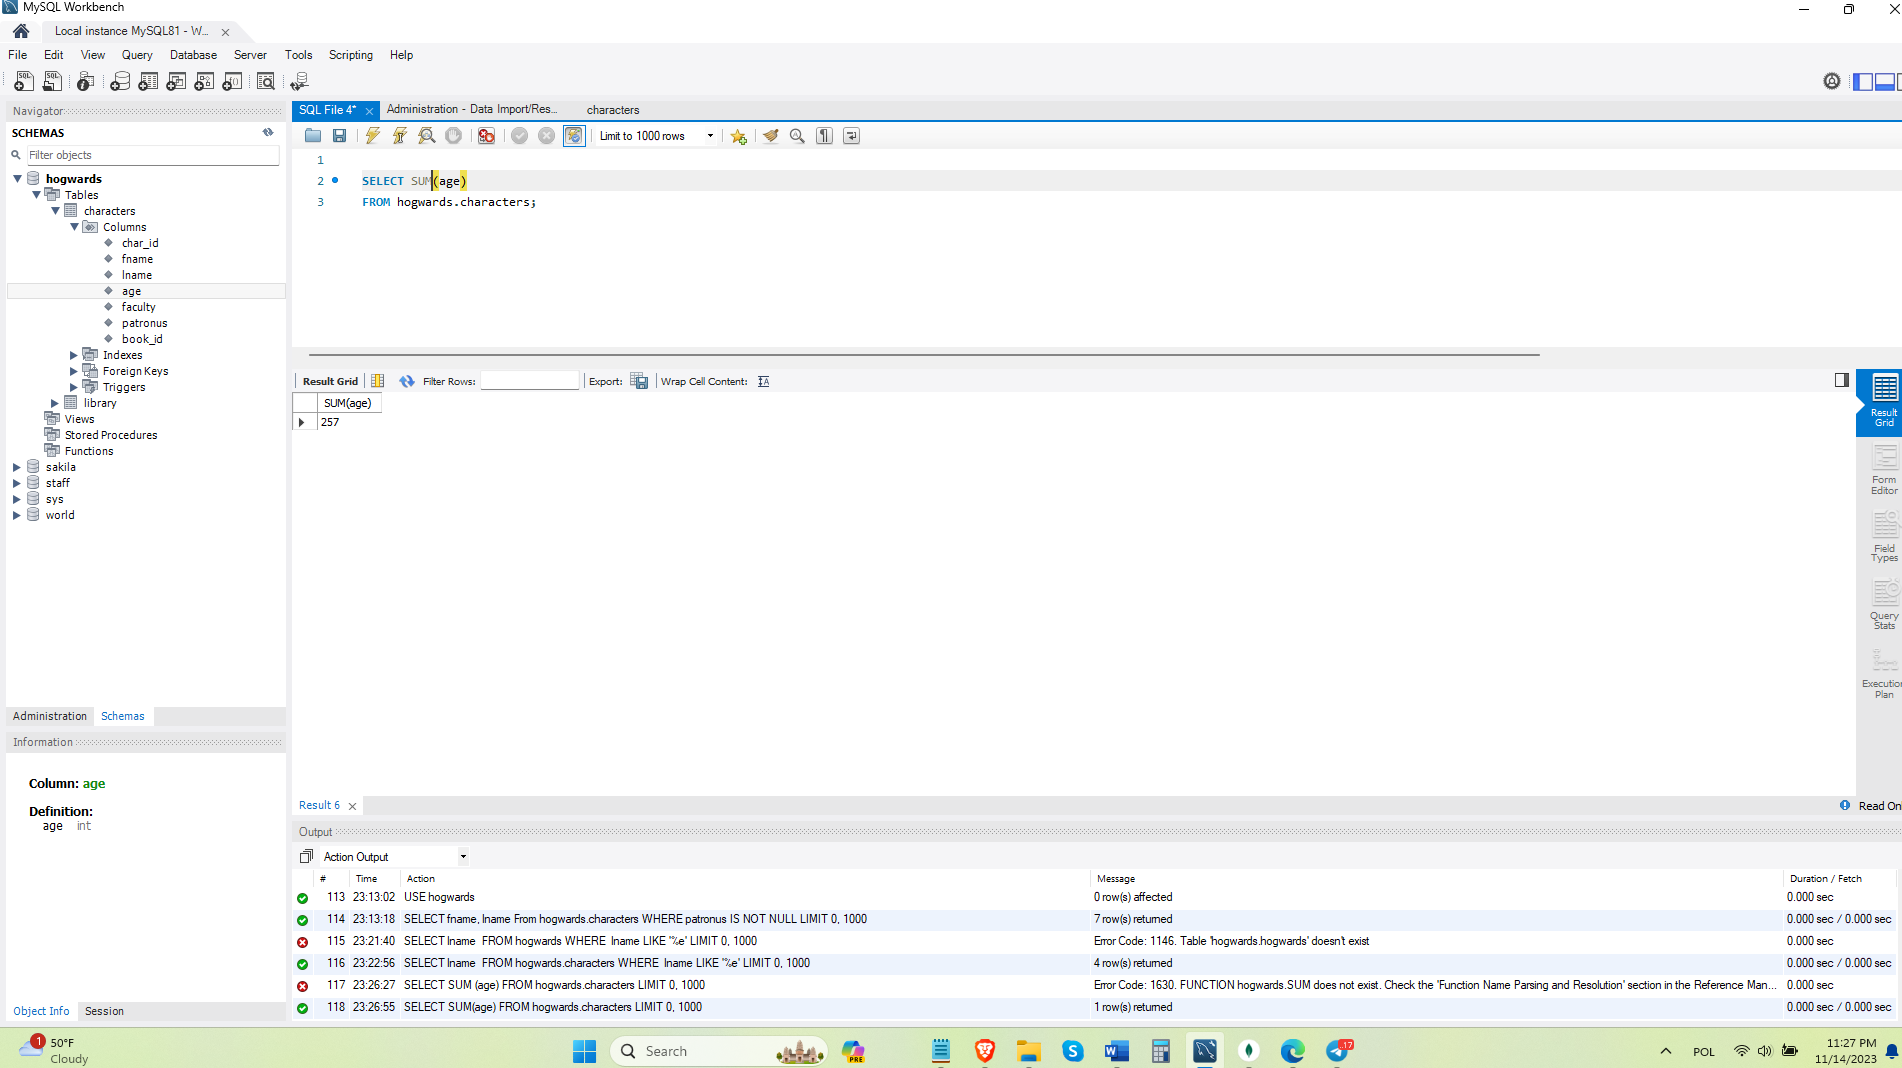 MySQL Workbench
Local instance MySQL81 - W...
File Edit View Query Database Server Tools Scripting Help
Navigator
SCHEMAS
Filter objects
hogwards
Tables
characters
Columns
char_id
fname
lname
age
faculty
patronus
book_id
Indexes
Foreign Keys
Triggers
library
Views
Stored Procedures
Functions
sakila
staff
sys
world
Administration Schemas
Information
Column: age
Definition:
age int
Object Info Session
SQL File 4* Administration - Data Import/Res... characters
Limit to 1000 rows
1
2 SELECT SUM(age)
3 FROM hogwards.characters;
Result Grid Filter Rows: Export: Wrap Cell Content:
SUM(age)
257
Result Grid
Form Editor
Field Types
Query Stats
Execution Plan
Result 6 Read On
Output
Action Output
# Time Action Message Duration / Fetch
113 23:13:02 USE hogwards 0 row(s) affected 0.000 sec
114 23:13:18 SELECT fname, lname From hogwards.characters WHERE patronus IS NOT NULL LIMIT 0, 1000 7 row(s) returned 0.000 sec / 0.000 sec
115 23:21:40 SELECT lname FROM hogwards WHERE lname LIKE '%e' LIMIT 0, 1000 Error Code: 1146. Table 'hogwards.hogwards' doesn't exist 0.000 sec
116 23:22:56 SELECT lname FROM hogwards.characters WHERE lname LIKE '%e' LIMIT 0, 1000 4 row(s) returned 0.000 sec / 0.000 sec
117 23:26:27 SELECT SUM (age) FROM hogwards.characters LIMIT 0, 1000 Error Code: 1630. FUNCTION hogwards.SUM does not exist. Check the 'Function Name Parsing and Resolution' section in the Reference Man... 0.000 sec
118 23:26:55 SELECT SUM(age) FROM hogwards.characters LIMIT 0, 1000 1 row(s) returned 0.000 sec / 0.000 sec
1 50°F
Cloudy
Search
PRE
17
POL
11:27 PM
11/14/2023